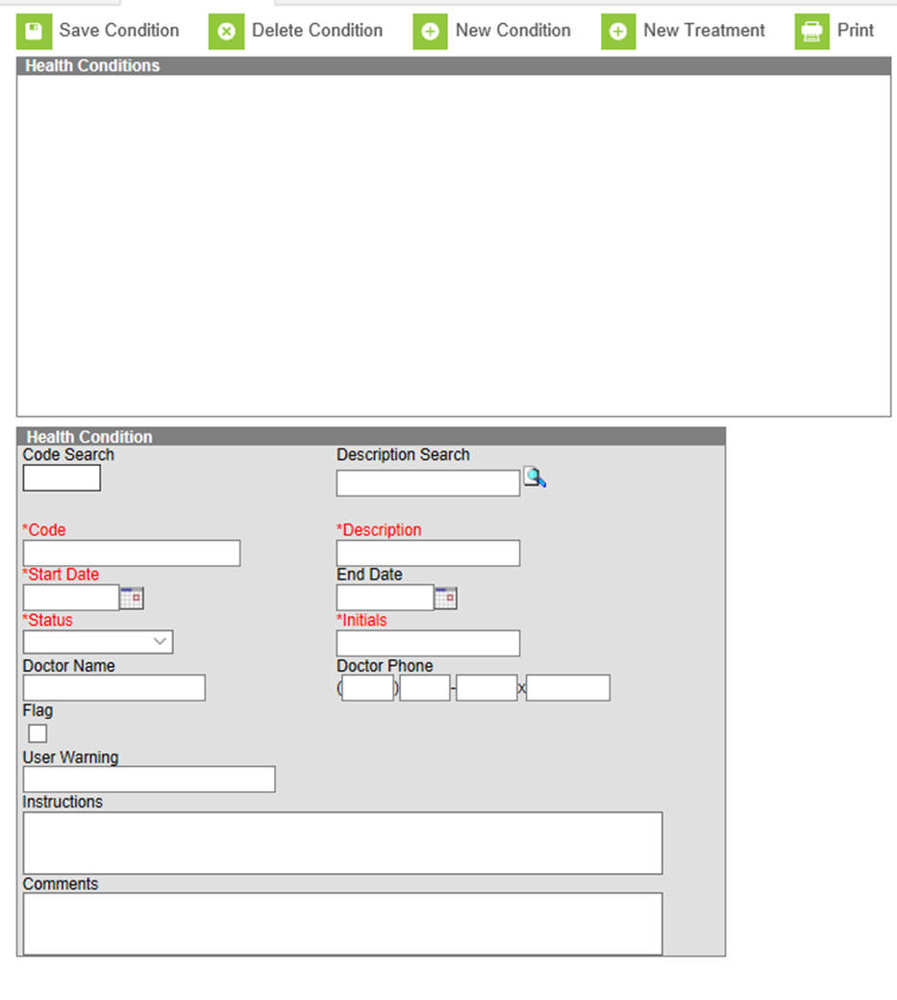 Save Condition Delete Condition New Condition New Treatment Print
Health Conditions
Health Condition
Code Search Description Search
*Code *Description
*Start Date End Date
*Status *Initials
Doctor Name Doctor Phone
( ) - x
Flag
User Warning
Instructions
Comments